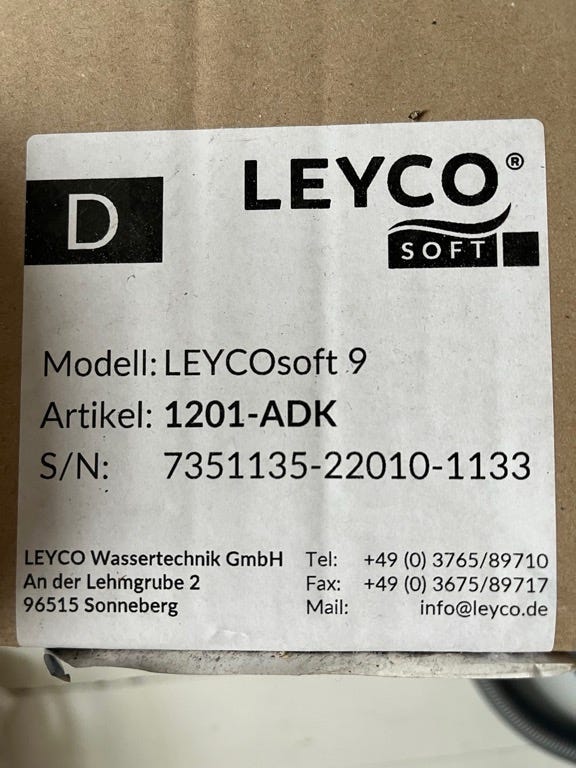 D
LEYCO®
SOFT
Modell: LEYCOsoft 9
Artikel: 1201-ADK
S/N: 7351135-22010-1133
LEYCO Wassertechnik GmbH Tel: +49 (0) 3765/89710
An der Lehmgrube 2 Fax: +49 (0) 3675/89717
96515 Sonneberg Mail: info@leyco.de